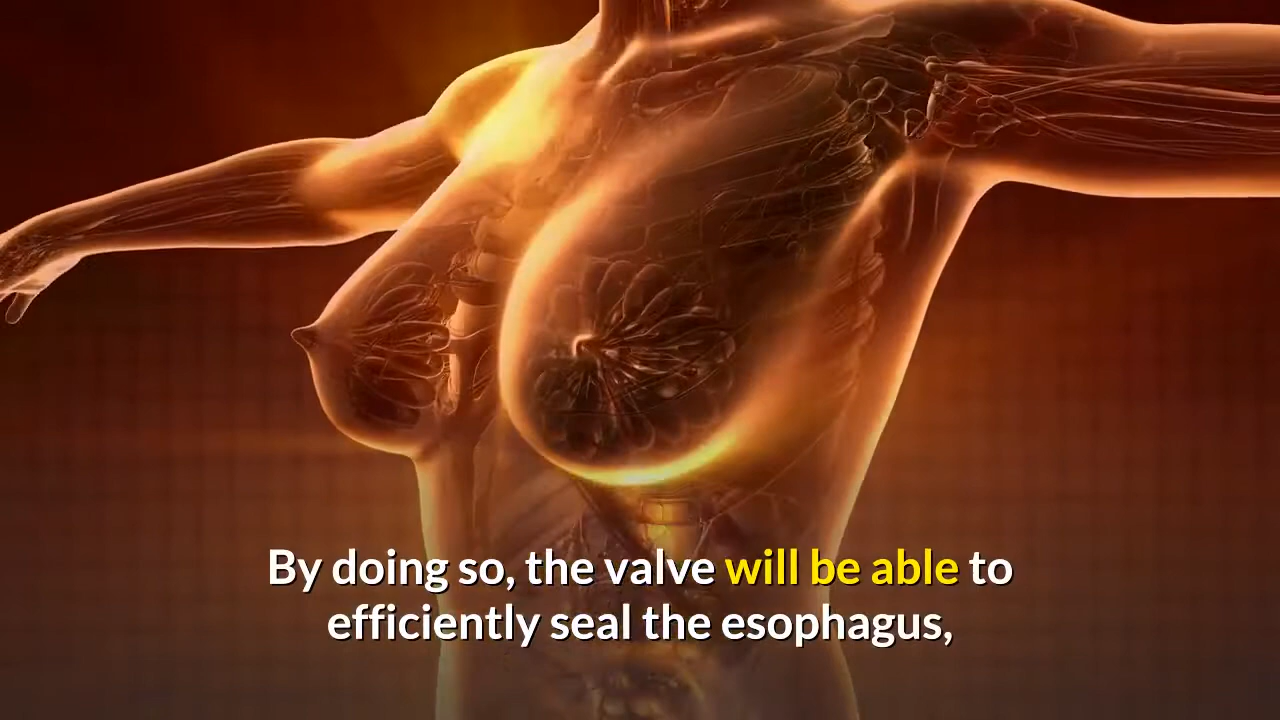 By doing so, the valve will be able to
efficiently seal the esophagus,